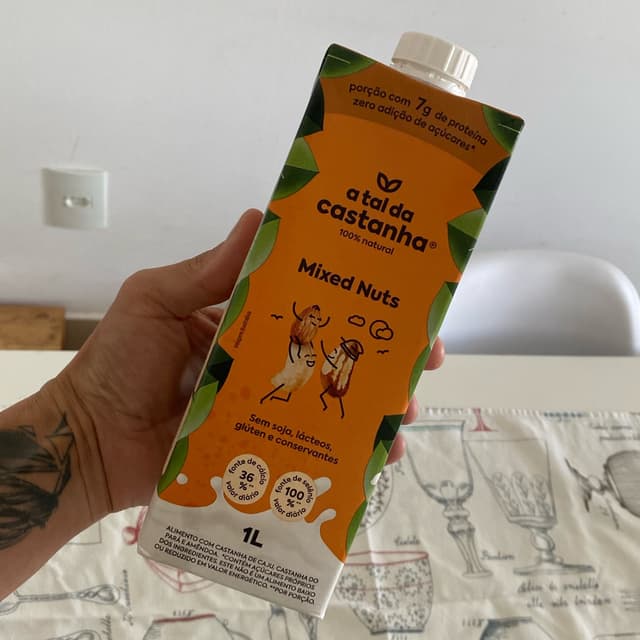 porção com 7g de proteína
zero adição de açúcares*
a tal da
castanha®
100% natural
Mixed Nuts
Sem soja, lácteos,
glúten e conservantes
fonte de cálcio
36%**
valor diário
fonte de selênio
100%**
valor diário
1L
ALIMENTO COM CASTANHA DE CAJU, CASTANHA DO
PARÁ E AMÊNDOA. *CONTÉM AÇÚCARES PRÓPRIOS
DOS INGREDIENTES. ESTE NÃO É UM ALIMENTO BAIXO
OU REDUZIDO EM VALOR ENERGÉTICO. **POR PORÇÃO.